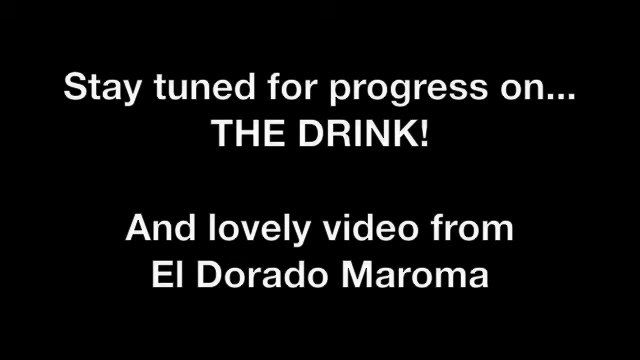 Stay tuned for progress on...
THE DRINK!
And lovely video from
El Dorado Maroma